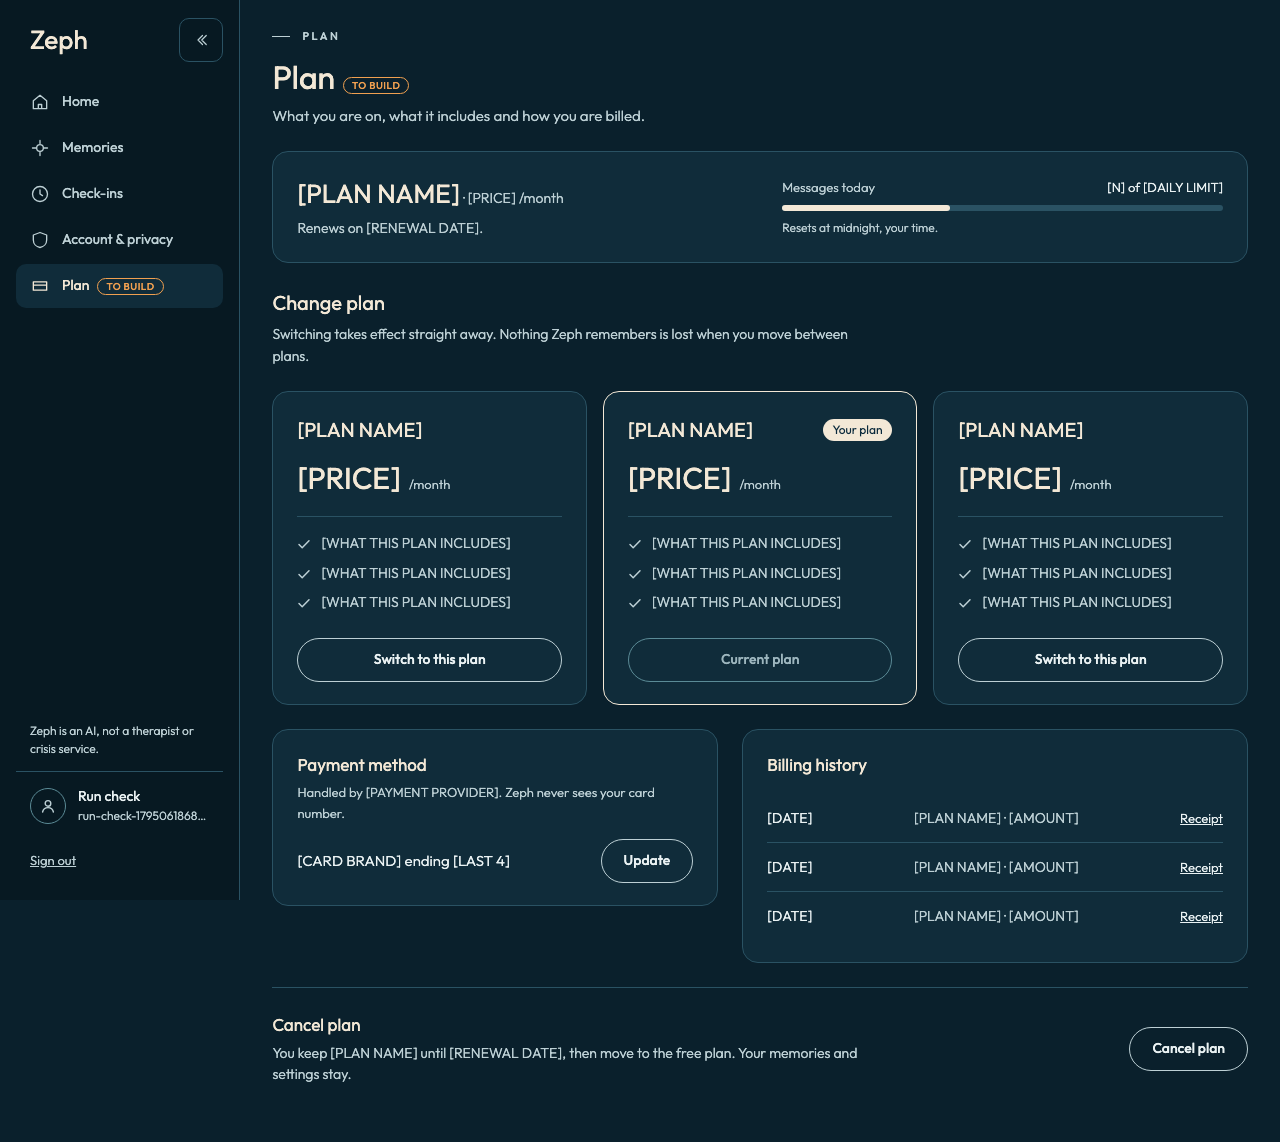 Zeph
Home
Memories
Check-ins
Account & privacy
Plan TO BUILD
Zeph is an AI, not a therapist or
crisis service.
Run check
run-check-1795061868...
Sign out
PLAN
Plan TO BUILD
What you are on, what it includes and how you are billed.
[PLAN NAME] · [PRICE] /month
Renews on [RENEWAL DATE].
Messages today [N] of [DAILY LIMIT]
Resets at midnight, your time.
Change plan
Switching takes effect straight away. Nothing Zeph remembers is lost when you move between
plans.
[PLAN NAME]
[PRICE] /month
[WHAT THIS PLAN INCLUDES]
[WHAT THIS PLAN INCLUDES]
[WHAT THIS PLAN INCLUDES]
Switch to this plan
[PLAN NAME] Your plan
[PRICE] /month
[WHAT THIS PLAN INCLUDES]
[WHAT THIS PLAN INCLUDES]
[WHAT THIS PLAN INCLUDES]
Current plan
[PLAN NAME]
[PRICE] /month
[WHAT THIS PLAN INCLUDES]
[WHAT THIS PLAN INCLUDES]
[WHAT THIS PLAN INCLUDES]
Switch to this plan
Payment method
Handled by [PAYMENT PROVIDER]. Zeph never sees your card
number.
[CARD BRAND] ending [LAST 4] Update
Billing history
[DATE] [PLAN NAME] · [AMOUNT] Receipt
[DATE] [PLAN NAME] · [AMOUNT] Receipt
[DATE] [PLAN NAME] · [AMOUNT] Receipt
Cancel plan
You keep [PLAN NAME] until [RENEWAL DATE], then move to the free plan. Your memories and
settings stay.
Cancel plan